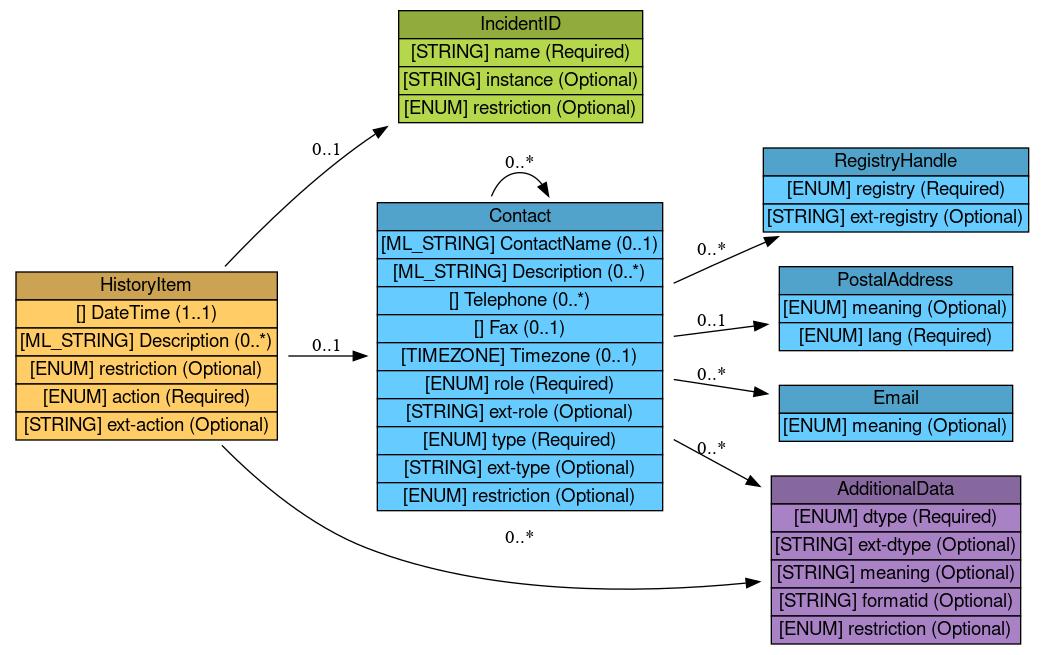 IncidentID
[STRING] name (Required)
[STRING] instance (Optional)
[ENUM] restriction (Optional)
0..1
0..*
HistoryItem
[] DateTime (1..1)
[ML_STRING] Description (0..*)
[ENUM] restriction (Optional)
[ENUM] action (Required)
[STRING] ext-action (Optional)
0..1
Contact
[ML_STRING] ContactName (0..1)
[ML_STRING] Description (0..*)
[] Telephone (0..*)
[] Fax (0..1)
[TIMEZONE] Timezone (0..1)
[ENUM] role (Required)
[STRING] ext-role (Optional)
[ENUM] type (Required)
[STRING] ext-type (Optional)
[ENUM] restriction (Optional)
0..*
RegistryHandle
[ENUM] registry (Required)
[STRING] ext-registry (Optional)
0..1
PostalAddress
[ENUM] meaning (Optional)
[ENUM] lang (Required)
0..*
Email
[ENUM] meaning (Optional)
0..*
0..*
AdditionalData
[ENUM] dtype (Required)
[STRING] ext-dtype (Optional)
[STRING] meaning (Optional)
[STRING] formatid (Optional)
[ENUM] restriction (Optional)